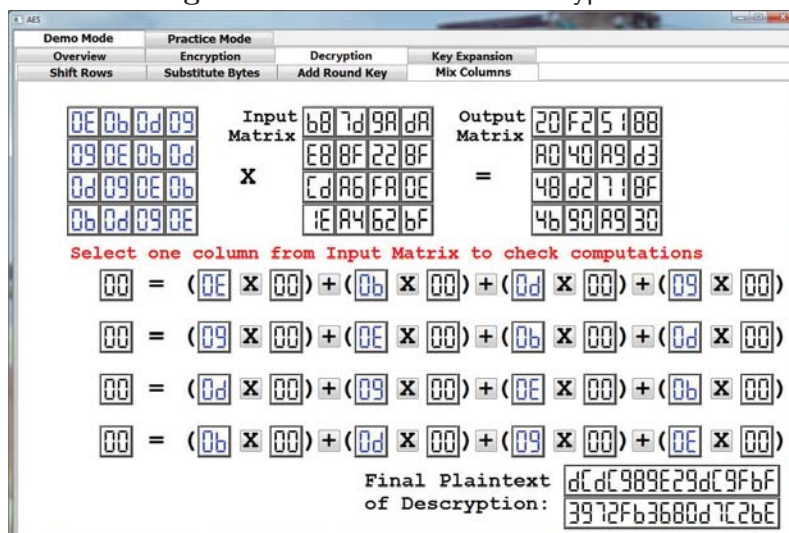 AES
Demo Mode Practice Mode
Overview Encryption Decryption Key Expansion
Shift Rows Substitute Bytes Add Round Key Mix Columns
0E 0b 0d 09 Input Matrix b8 7d 9A dA Output Matrix 20 F2 51 88
09 0E 0b 0d E8 8F 22 8F A0 40 A9 d3
0d 09 0E 0b X Cd A6 FA 0E = 48 d2 71 8F
0b 0d 09 0E 1E A4 62 bF 4b 90 A9 30
Select one column from Input Matrix to check computations
00 = (0E X 00) + (0b X 00) + (0d X 00) + (09 X 00)
00 = (09 X 00) + (0E X 00) + (0b X 00) + (0d X 00)
00 = (0d X 00) + (09 X 00) + (0E X 00) + (0b X 00)
00 = (0b X 00) + (0d X 00) + (09 X 00) + (0E X 00)
Final Plaintext dCdC989E29dC9FbF
of Descryption: 3972Fb3680d7C2bE